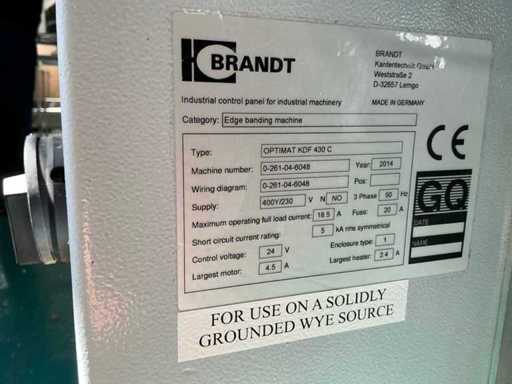 BRANDT
BRANDT
Kantentechnik GmbH
Weststraße 2
D-32657 Lemgo
Industrial control panel for industrial machinery MADE IN GERMANY
Category: Edge banding machine
CE
Type: OPTIMAT KDF 430 C
Machine number: 0-261-04-6048 Year: 2014
Wiring diagram: 0-261-04-6048 Pos:
Supply: 400Y/230 V N NO 3 Phase 50 Hz
Maximum operating full load current: 18.5 A Fuse: 20 A
Short circuit current rating: 5 kA rms symmetrical
Control voltage: 24 V Enclosure type: 1
Largest motor: 4.5 A Largest heater: 2.4 A
GQ
DATE
NAME
FOR USE ON A SOLIDLY
GROUNDED WYE SOURCE